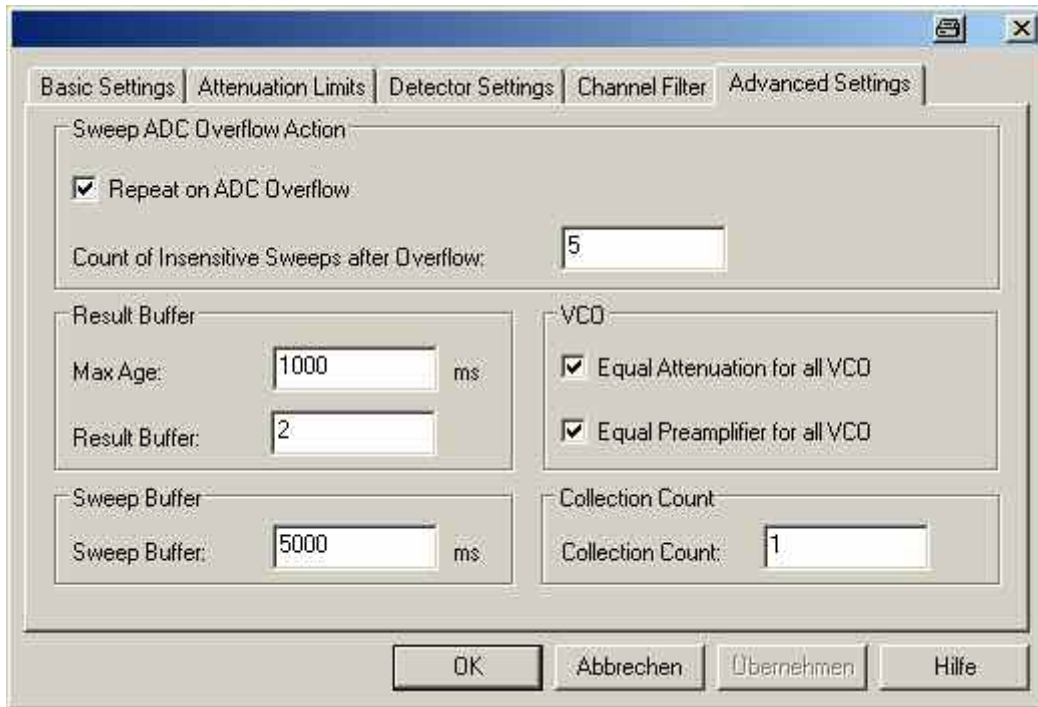 Basic Settings Attenuation Limits Detector Settings Channel Filter Advanced Settings
Sweep ADC Overflow Action
Repeat on ADC Overflow
Count of Insensitive Sweeps after Overflow: 5
Result Buffer
Max Age: 1000 ms
Result Buffer: 2
VCO
Equal Attenuation for all VCO
Equal Preamplifier for all VCO
Sweep Buffer
Sweep Buffer: 5000 ms
Collection Count
Collection Count: 1
OK Abbrechen Übernehmen Hilfe